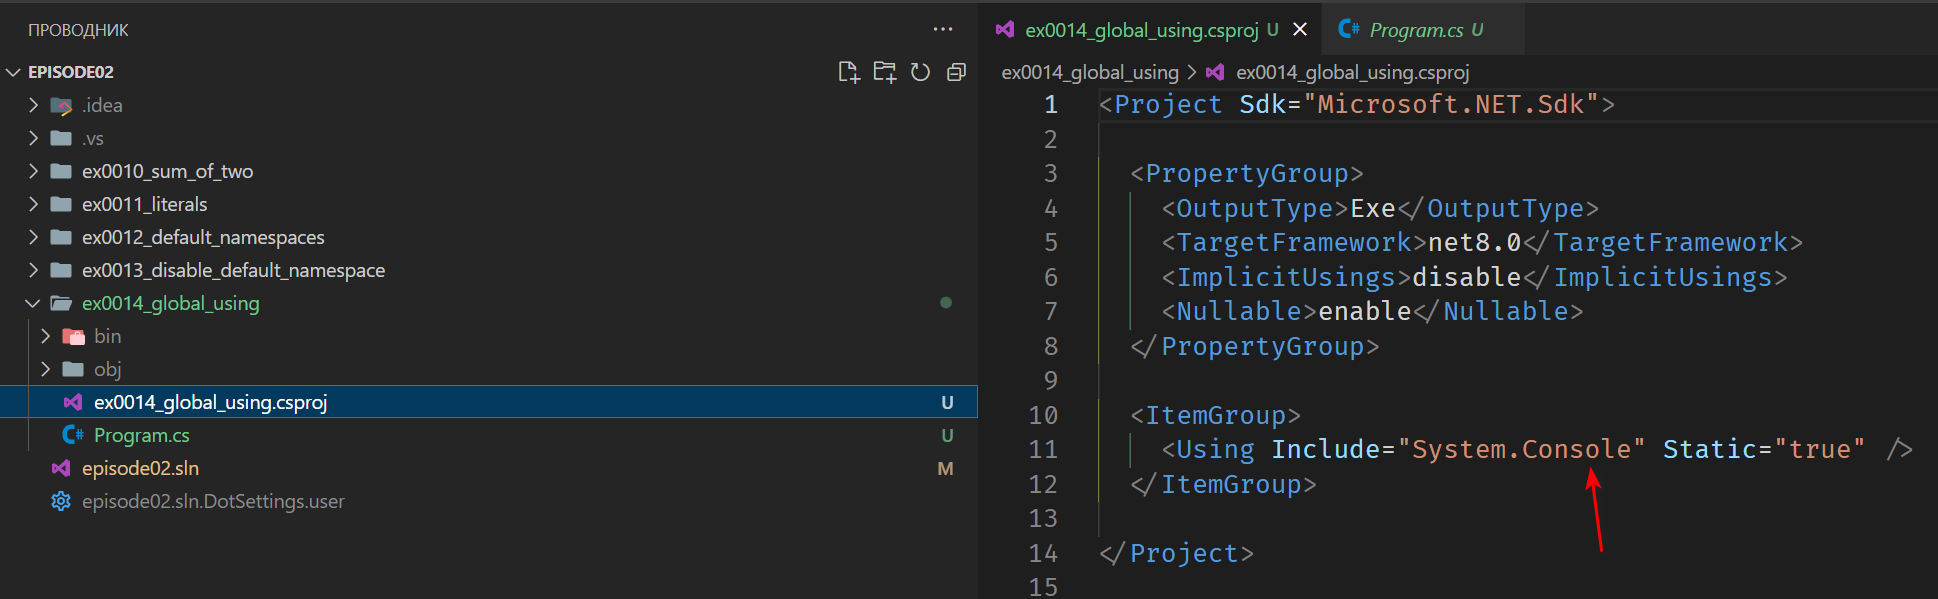 ПРОВОДНИК
EPISODE02
.idea
.vs
ex0010_sum_of_two
ex0011_literals
ex0012_default_namespaces
ex0013_disable_default_namespace
ex0014_global_using
bin
obj
ex0014_global_using.csproj U
Program.cs U
episode02.sln M
episode02.sln.DotSettings.user
ex0014_global_using.csproj U
Program.cs U
ex0014_global_using > ex0014_global_using.csproj
1 <Project Sdk="Microsoft.NET.Sdk">
2
3 <PropertyGroup>
4 <OutputType>Exe</OutputType>
5 <TargetFramework>net8.0</TargetFramework>
6 <ImplicitUsings>disable</ImplicitUsings>
7 <Nullable>enable</Nullable>
8 </PropertyGroup>
9
10 <ItemGroup>
11 <Using Include="System.Console" Static="true" />
12 </ItemGroup>
13
14 </Project>
15